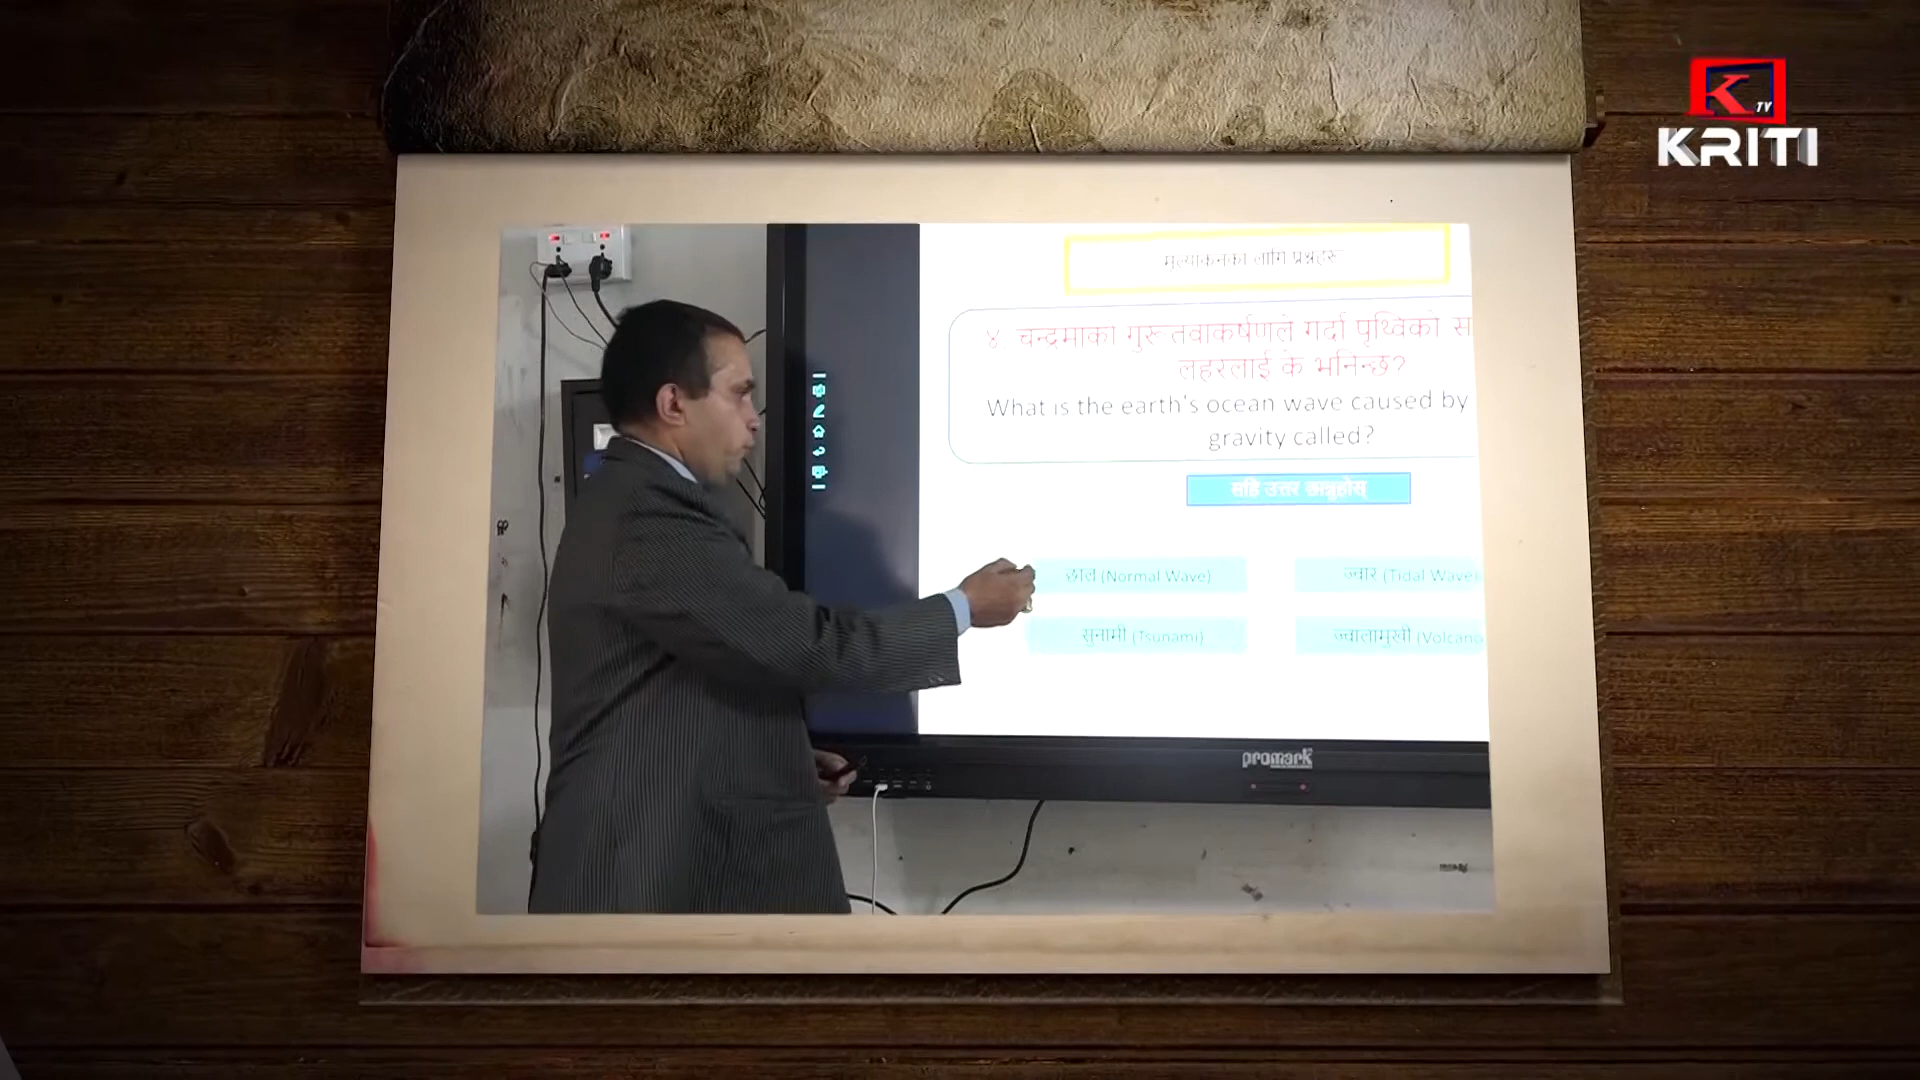 K TV
KRITI
मूल्यांकनका लागि प्रश्नहरू
४. चन्द्रमाको गुरूत्वाकर्षणले गर्दा पृथ्विको स
लहरलाई के भनिन्छ?
What is the earth's ocean wave caused by
gravity called?
सहि उत्तर छान्नुहोस्
छाल (Normal Wave)
ज्वार (Tidal Wave)
सुनामी (Tsunami)
ज्वालामुखी (Volcano
promark